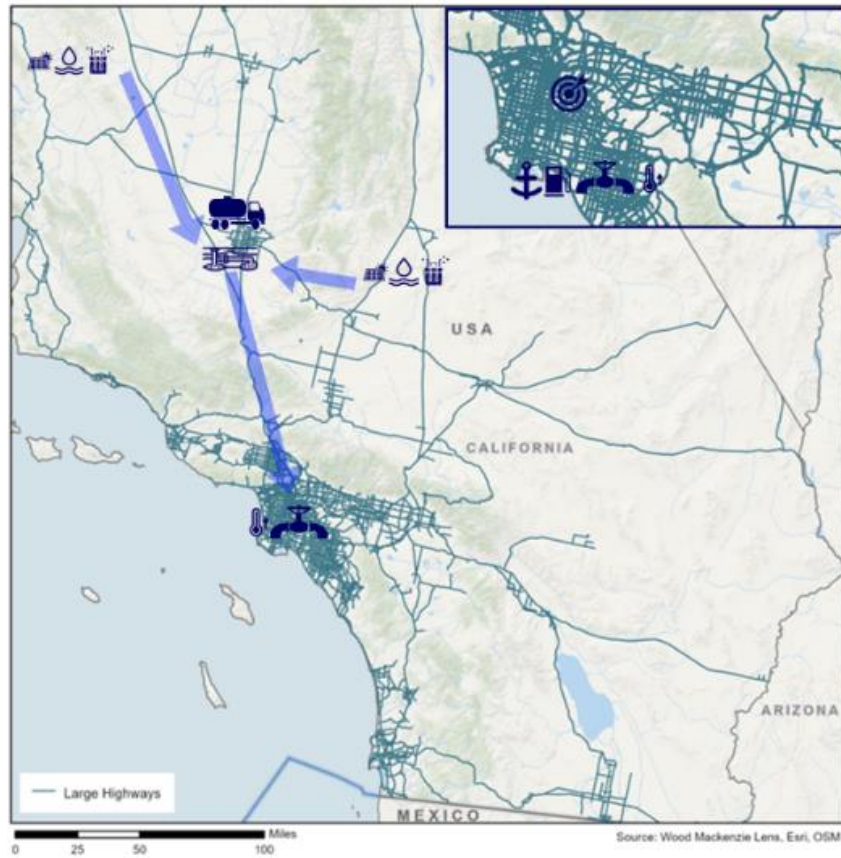 USA
CALIFORNIA
ARIZONA
Large Highways
MEXICO
Miles
0 25 50 100
Source: Wood Mackenzie Lens, Esri, OSM